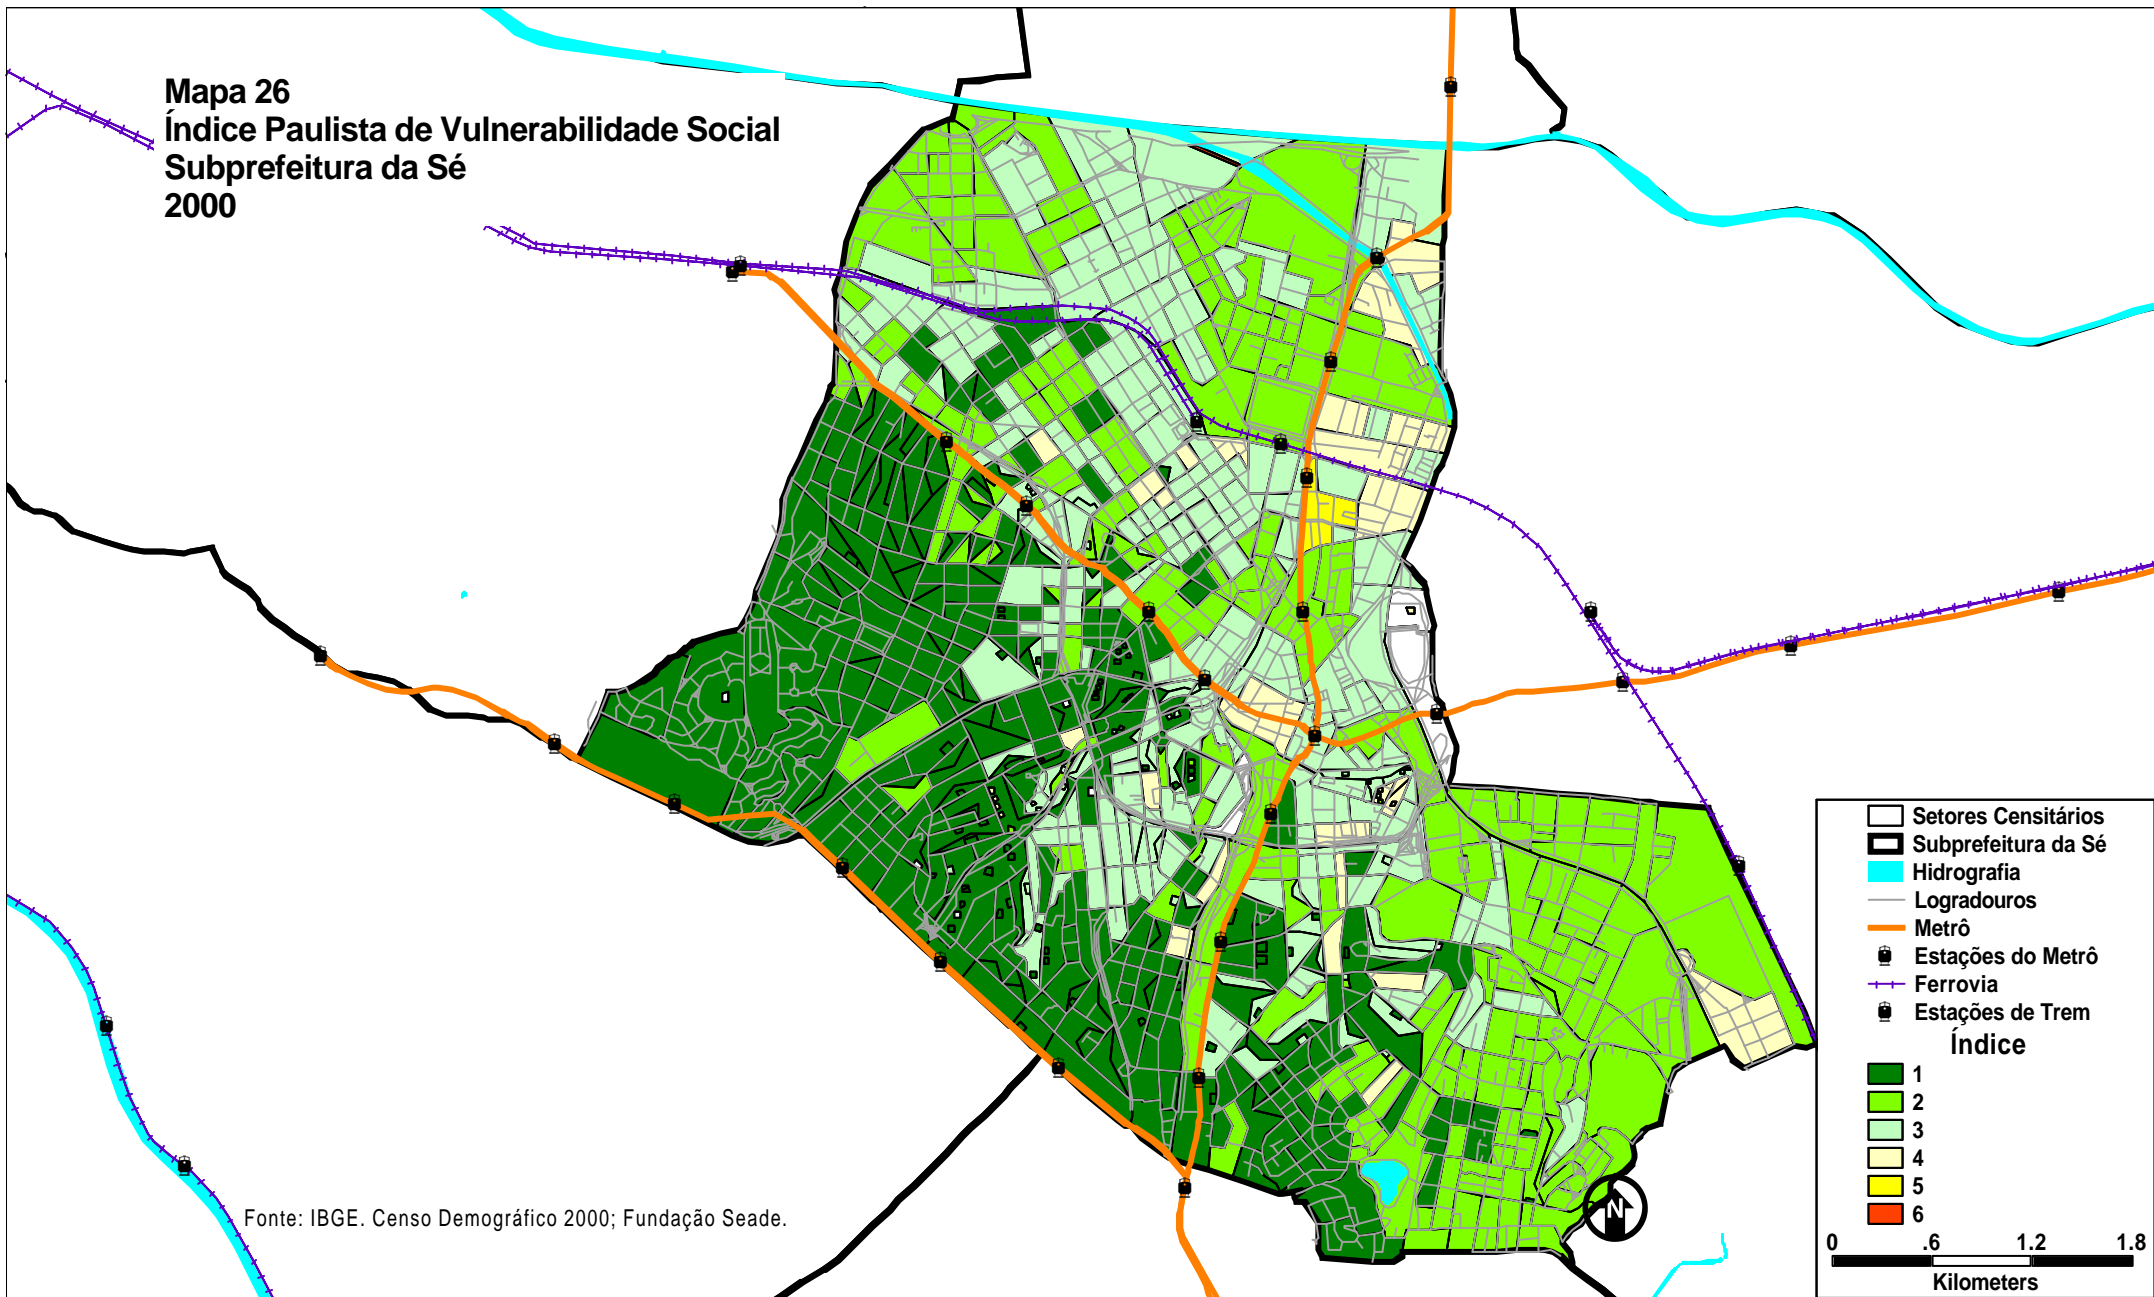 Mapa 26
Índice Paulista de Vulnerabilidade Social
Subprefeitura da Sé
2000
Setores Censitários
Subprefeitura da Sé
Hidrografia
Logradouros
Metrô
Estações do Metrô
Ferrovia
Estações de Trem
Índice
1
2
3
4
5
6
N
0 .6 1.2 1.8
Kilometers
Fonte: IBGE. Censo Demográfico 2000; Fundação Seade.